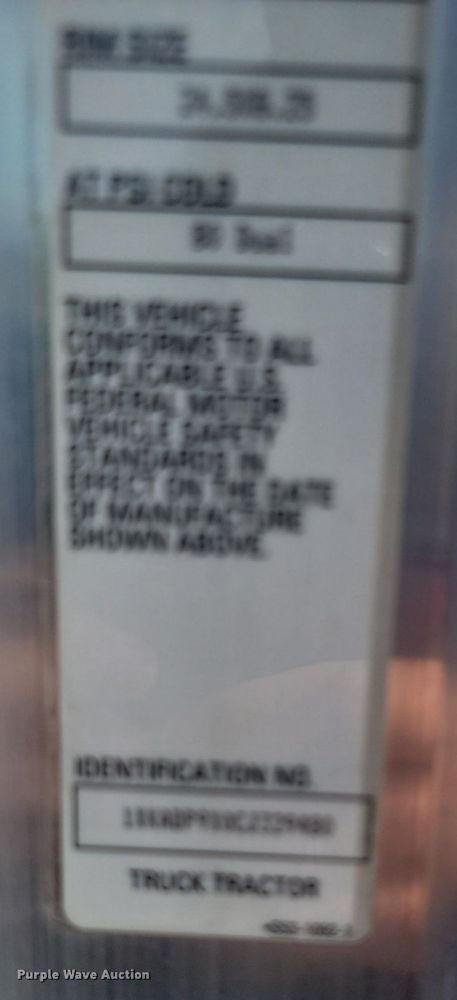 RIM SIZE
AT PSI COLD
Dual
THIS VEHICLE
CONFORMS TO ALL
APPLICABLE U.S.
FEDERAL MOTOR
VEHICLE SAFETY
STANDARDS IN
EFFECT ON THE DATE
OF MANUFACTURE
SHOWN ABOVE.
IDENTIFICATION NO.
TRUCK TRACTOR
Purple Wave Auction